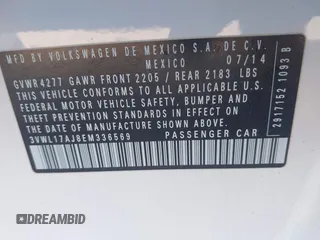 MFD BY VOLKSWAGEN DE MEXICO S.A. DE C.V.
MEXICO 07/14
GVWR4277 GAWR FRONT 2205 / REAR 2183 LBS
THIS VEHICLE CONFORMS TO ALL APPLICABLE
FEDERAL MOTOR VEHICLE SAFETY, BUMPER AND
THEFT PREVENTION STANDARDS IN EFFECT ON
THE DATE OF MANUFACTURE SHOWN ABOVE.
3VWL17AJ8EM336569 PASSENGER CAR
2917152 1093 B